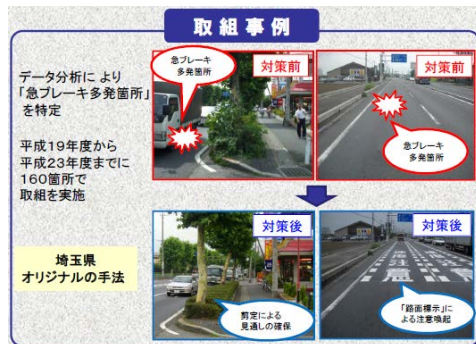 取組事例
データ分析により
「急ブレーキ多発箇所」
を特定
平成19年度から
平成23年度までに
160箇所で
取組を実施
埼玉県
オリジナルの手法
急ブレーキ
多発箇所
対策前
対策前
急ブレーキ
多発箇所
対策後
剪定による
見通しの確保
対策後
「路面標示」に
よる注意喚起